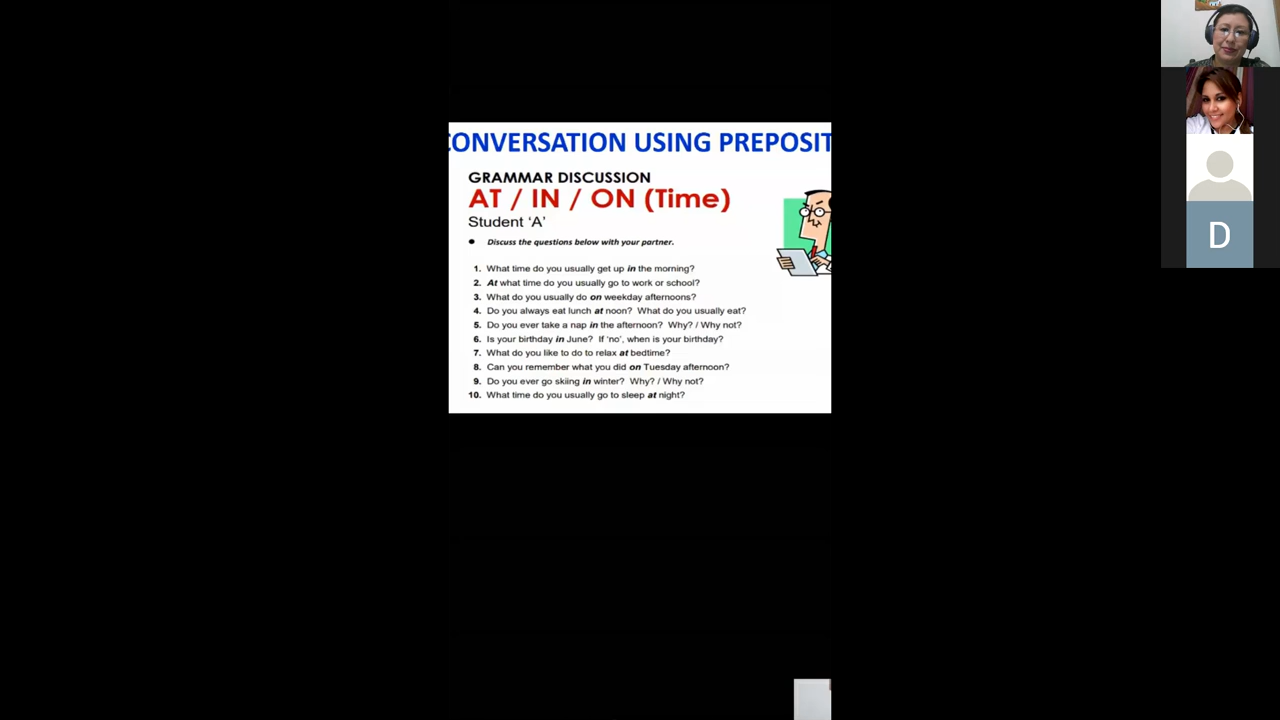 CONVERSATION USING PREPOSIT
GRAMMAR DISCUSSION
AT / IN / ON (Time)
Student ‘A’
● Discuss the questions below with your partner.
1. What time do you usually get up in the morning?
2. At what time do you usually go to work or school?
3. What do you usually do on weekday afternoons?
4. Do you always eat lunch at noon? What do you usually eat?
5. Do you ever take a nap in the afternoon? Why? / Why not?
6. Is your birthday in June? If ‘no’, when is your birthday?
7. What do you like to do to relax at bedtime?
8. Can you remember what you did on Tuesday afternoon?
9. Do you ever go skiing in winter? Why? / Why not?
10. What time do you usually go to sleep at night?
D